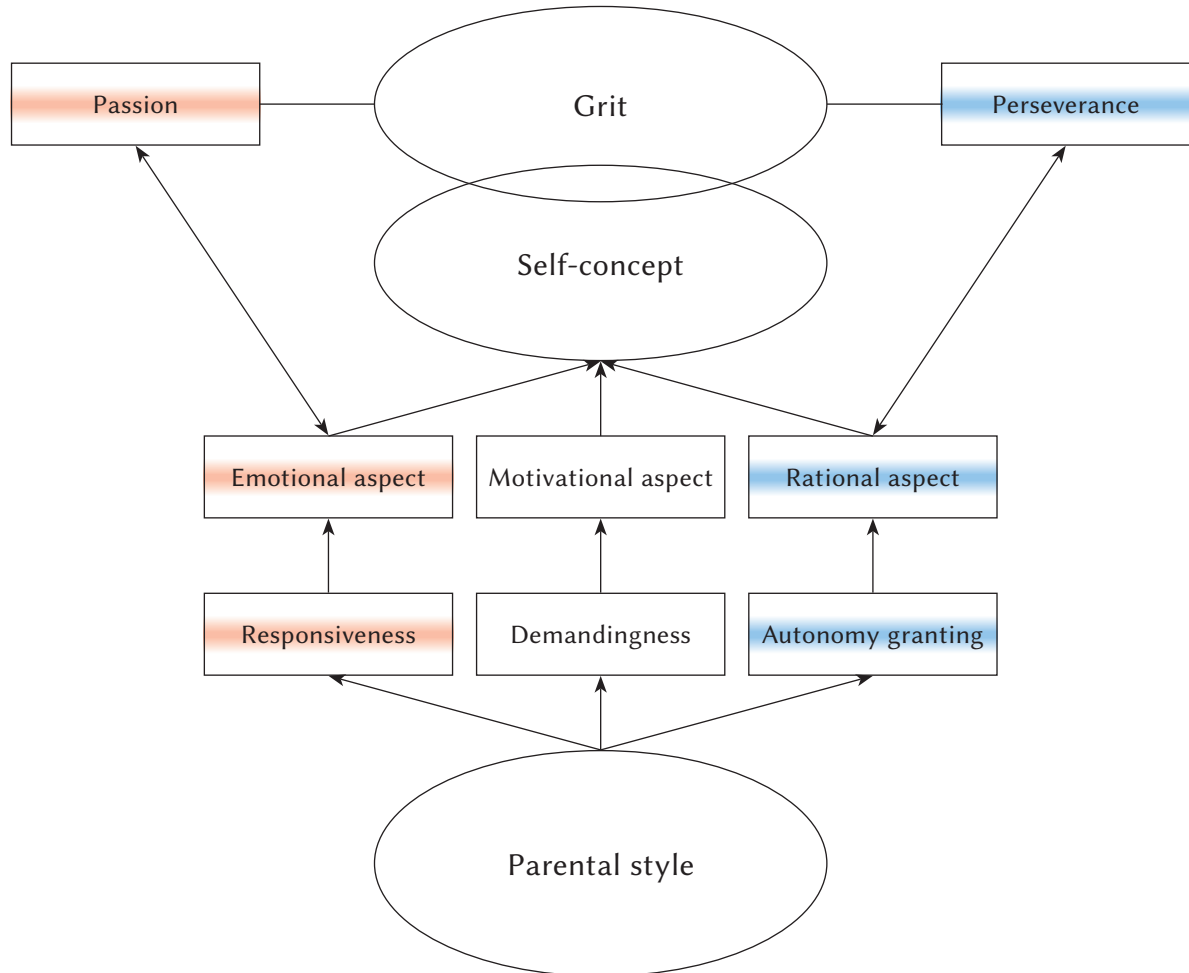 Grit
Passion
Perseverance
Self-concept
Emotional aspect
Motivational aspect
Rational aspect
Responsiveness
Demandingness
Autonomy granting
Parental style